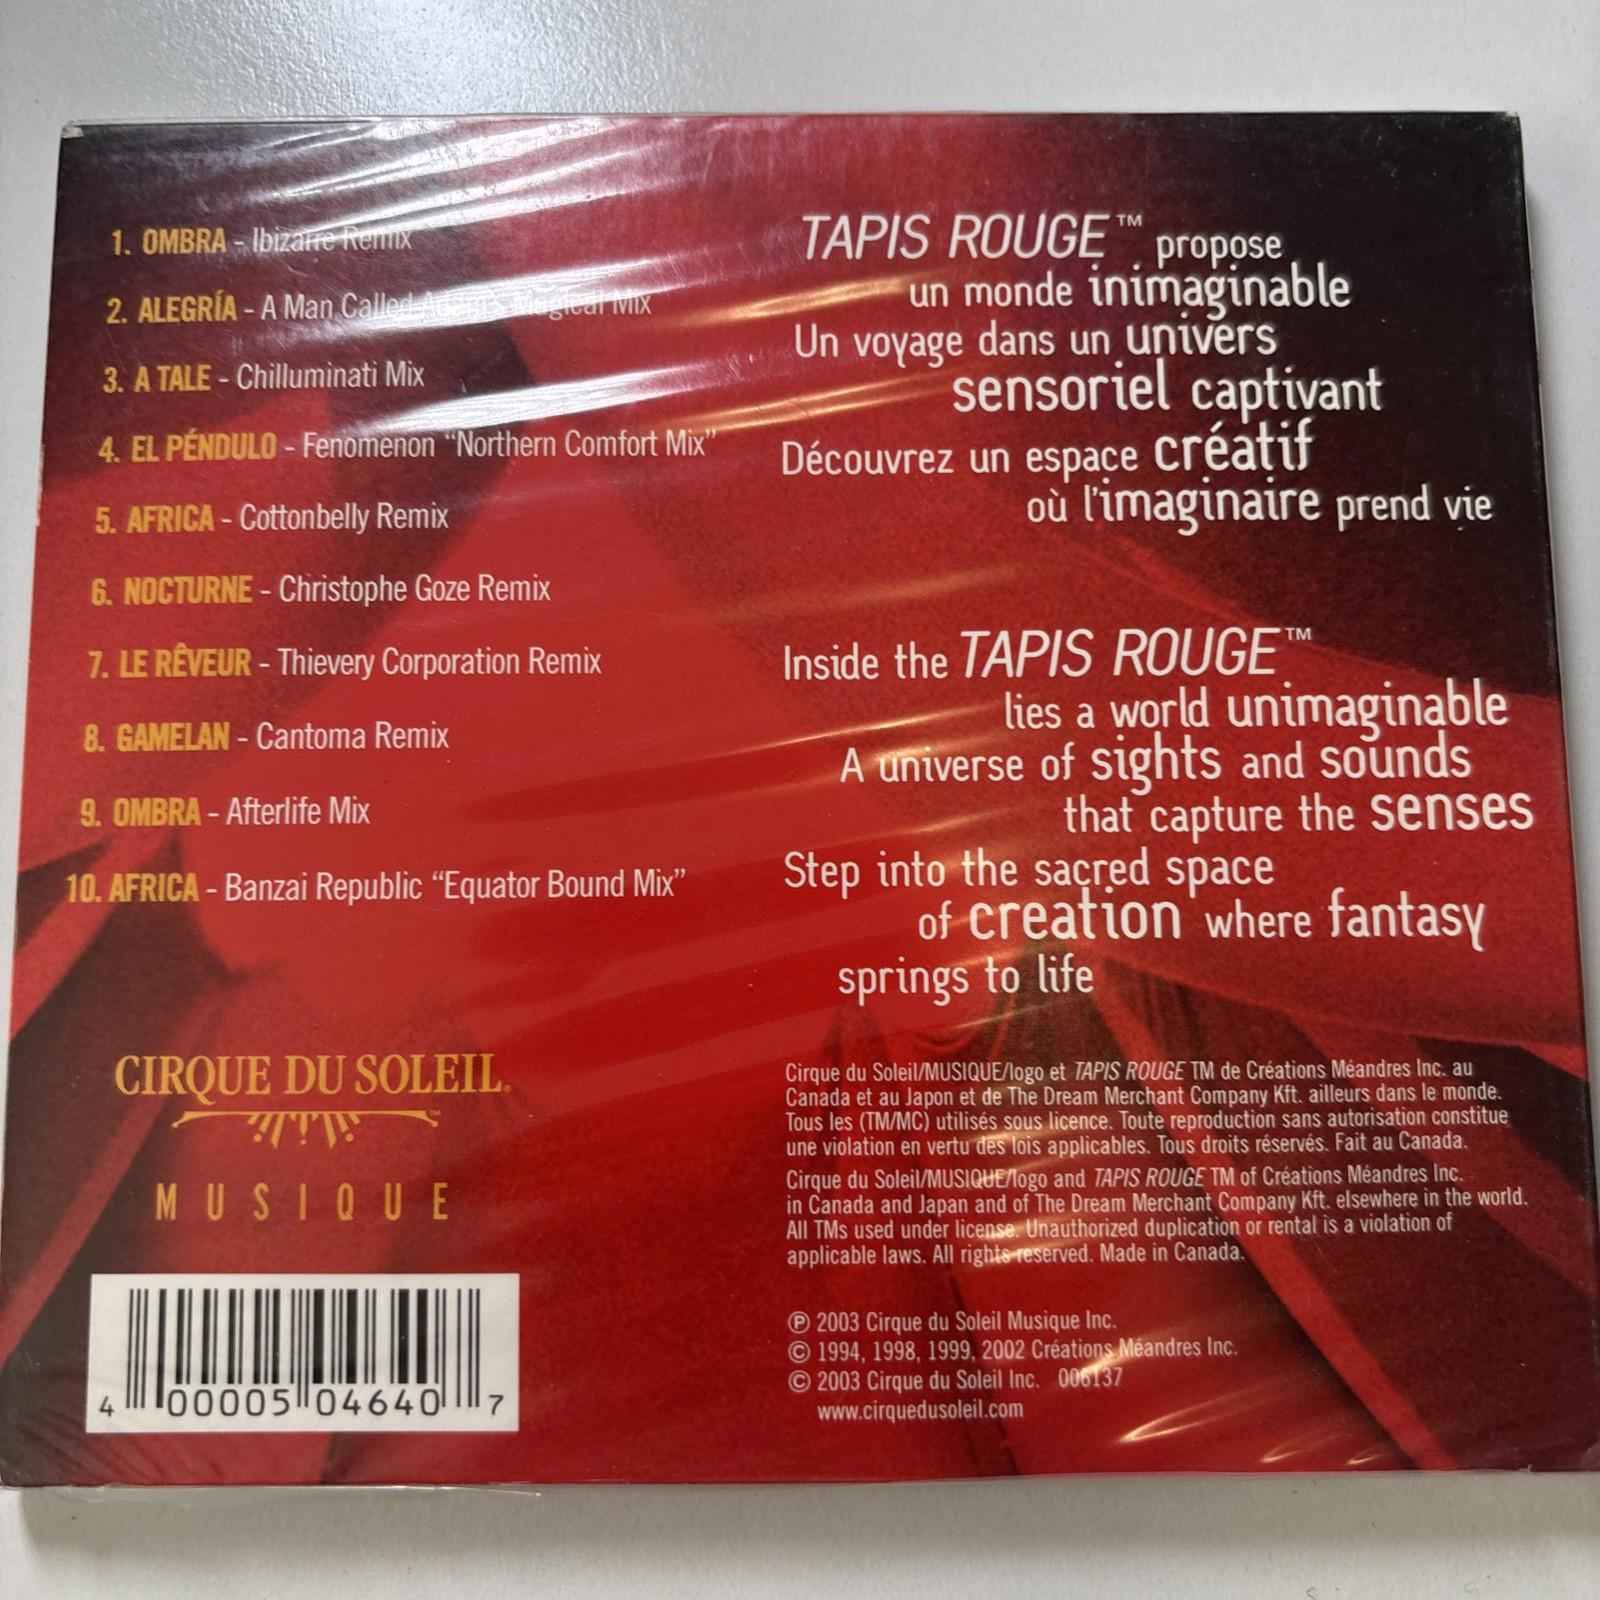 1. OMBRA - Ibizarre Remix
2. ALEGRÍA - A Man Called Adam's Magical Mix
3. A TALE - Chilluminati Mix
4. EL PÉNDULO - Fenomenon “Northern Comfort Mix”
5. AFRICA - Cottonbelly Remix
6. NOCTURNE - Christophe Goze Remix
7. LE RÊVEUR - Thievery Corporation Remix
8. GAMELAN - Cantoma Remix
9. OMBRA - Afterlife Mix
10. AFRICA - Banzai Republic “Equator Bound Mix”
CIRQUE DU SOLEIL®
™
MUSIQUE
4 00005 04640 7
TAPIS ROUGE™ propose
un monde inimaginable
Un voyage dans un univers
sensoriel captivant
Découvrez un espace créatif
où l'imaginaire prend vie
Inside the TAPIS ROUGE™
lies a world unimaginable
A universe of sights and sounds
that capture the senses
Step into the sacred space
of creation where fantasy
springs to life
Cirque du Soleil/MUSIQUE/logo et TAPIS ROUGE TM de Créations Méandres Inc. au
Canada et au Japon et de The Dream Merchant Company Kft. ailleurs dans le monde.
Tous les (TM/MC) utilisés sous licence. Toute reproduction sans autorisation constitue
une violation en vertu des lois applicables. Tous droits réservés. Fait au Canada.
Cirque du Soleil/MUSIQUE/logo and TAPIS ROUGE TM of Créations Méandres Inc.
in Canada and Japan and of The Dream Merchant Company Kft. elsewhere in the world.
All TMs used under license. Unauthorized duplication or rental is a violation of
applicable laws. All rights reserved. Made in Canada.
℗ 2003 Cirque du Soleil Musique Inc.
© 1994, 1998, 1999, 2002 Créations Méandres Inc.
© 2003 Cirque du Soleil Inc. 006137
www.cirquedusoleil.com